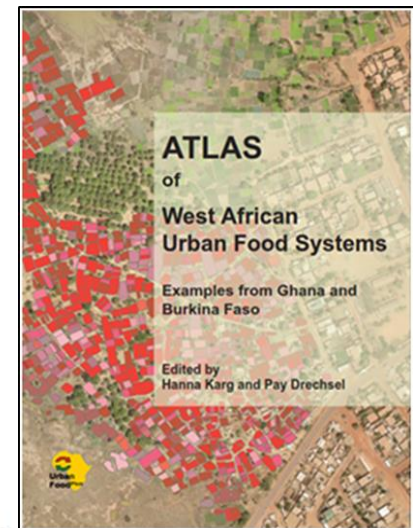 ATLAS
of
West African
Urban Food Systems
Examples from Ghana and
Burkina Faso
Edited by
Hanna Karg and Pay Drechsel
Urban
Foodplus